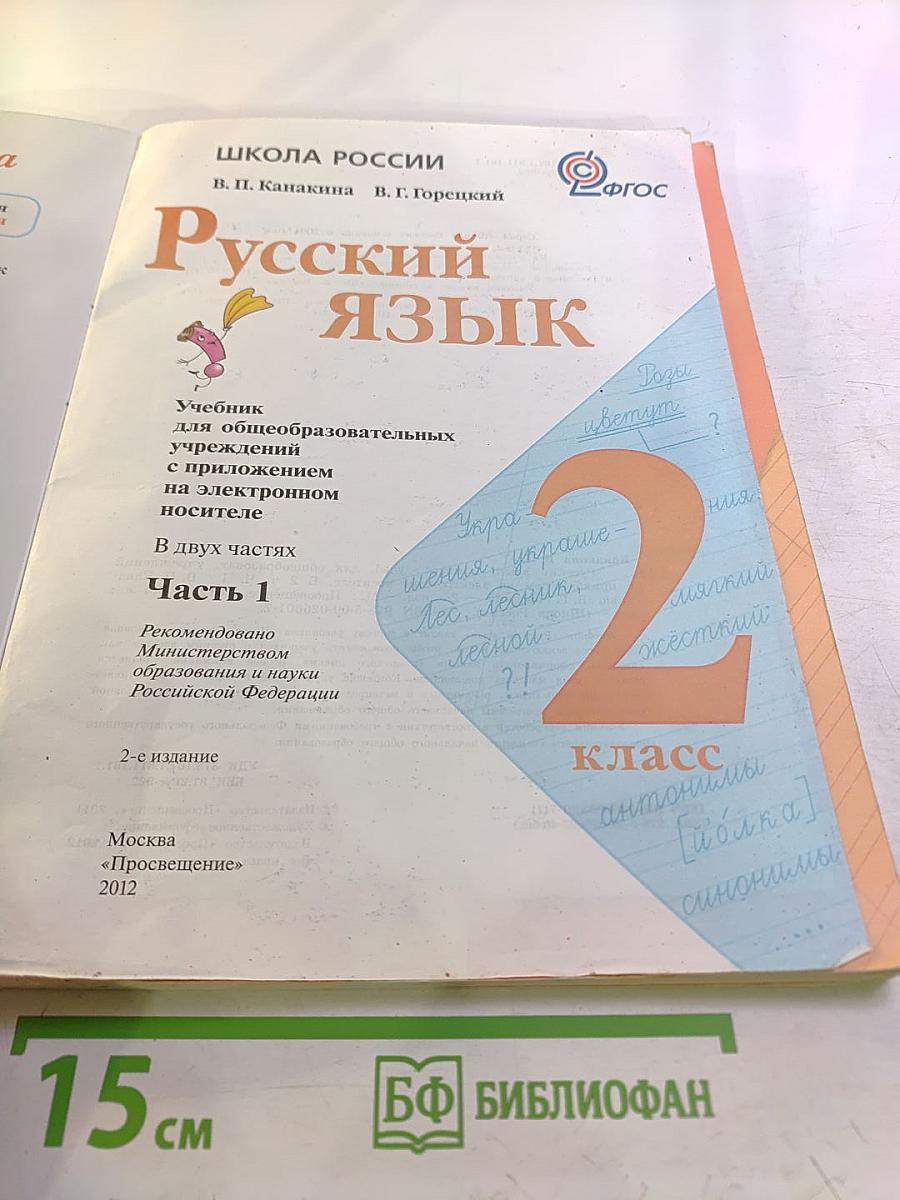 ШКОЛА РОССИИ
В. П. Канакина В. Г. Горецкий
ФГОС
Русский
язык
Учебник
для общеобразовательных
учреждений
с приложением
на электронном
носителе
В двух частях
Часть 1
Рекомендовано
Министерством
образования и науки
Российской Федерации
2-е издание
Москва
«Просвещение»
2012
Розы
цветут
?
Укра ния.
шения, украше-
Лес, лесник, мягкий
лесной. жёсткий
?!
2
класс
антонимы
[й'о́лка]
синонимы
.....
15 см
БФ БИБЛИОФАН